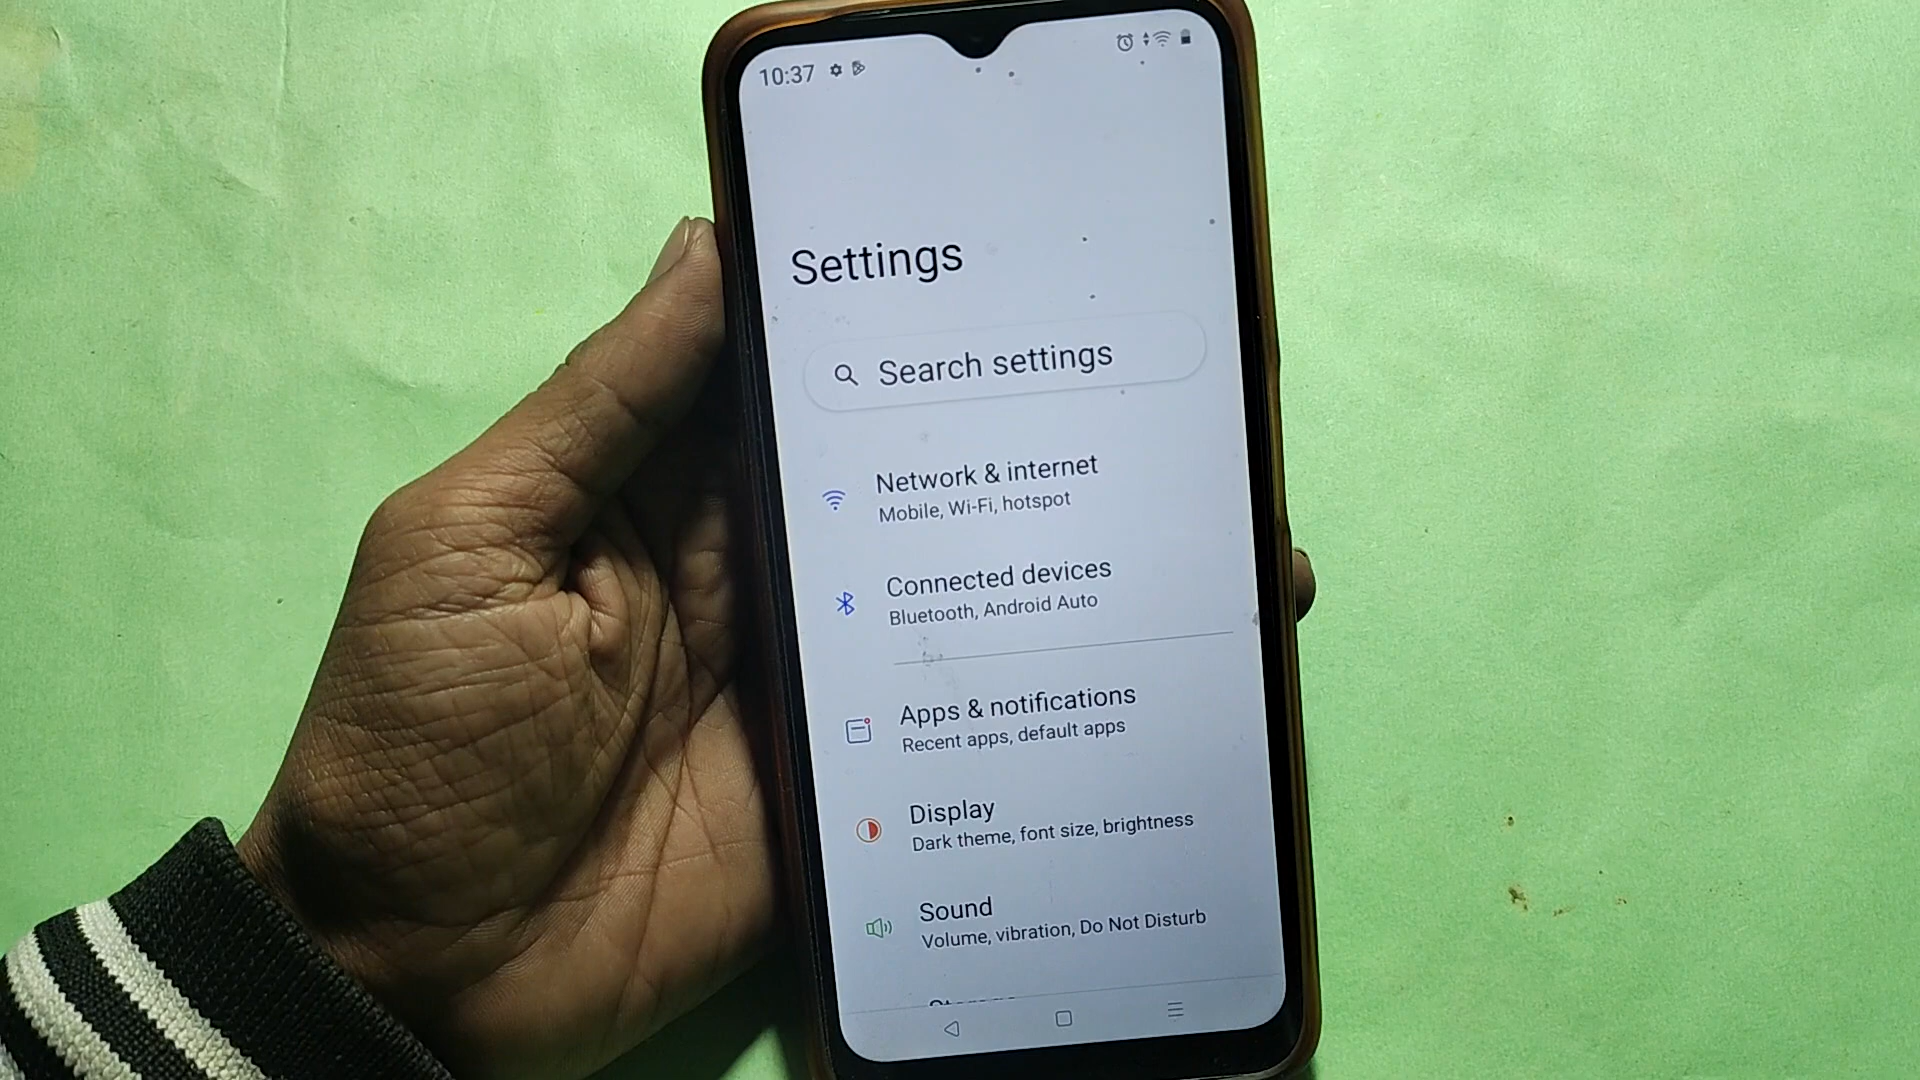 10:37
Settings
Search settings
Network & internet
Mobile, Wi-Fi, hotspot
Connected devices
Bluetooth, Android Auto
Apps & notifications
Recent apps, default apps
Display
Dark theme, font size, brightness
Sound
Volume, vibration, Do Not Disturb